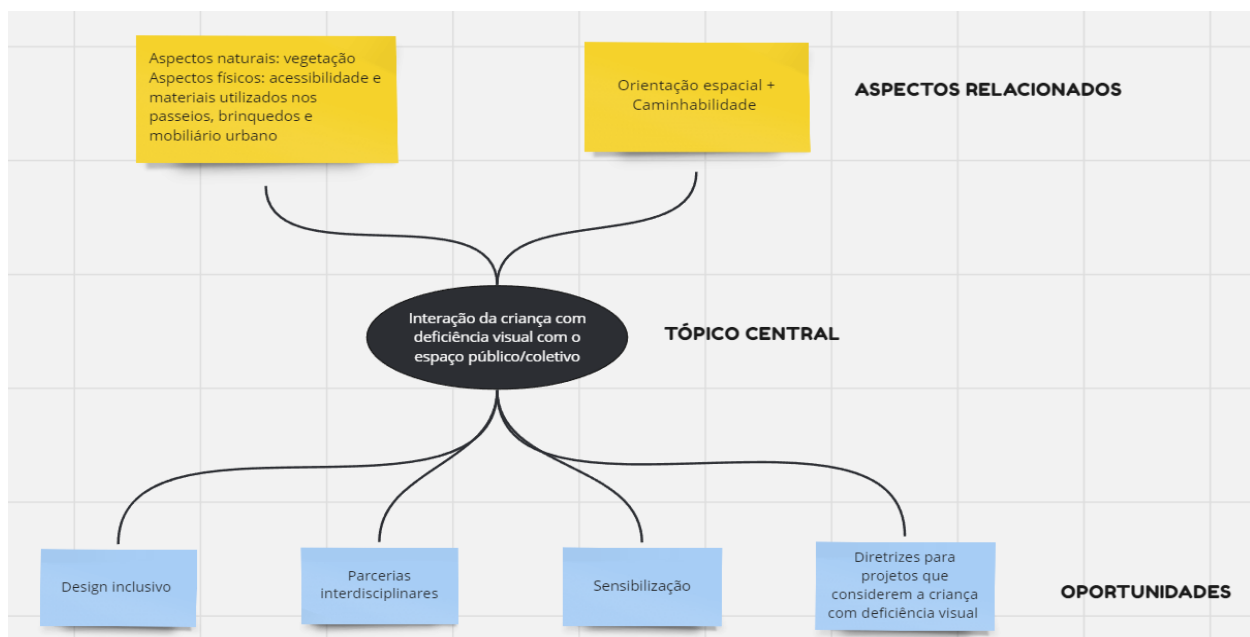 Aspectos naturais: vegetação
Aspectos físicos: acessibilidade e
materiais utilizados nos
passeios, brinquedos e
mobiliário urbano
Orientação espacial +
Caminhabilidade
ASPECTOS RELACIONADOS
Interação da criança com
deficiência visual com o
espaço público/coletivo
TÓPICO CENTRAL
Design inclusivo
Parcerias
interdisciplinares
Sensibilização
Diretrizes para
projetos que
considerem a criança
com deficiência visual
OPORTUNIDADES